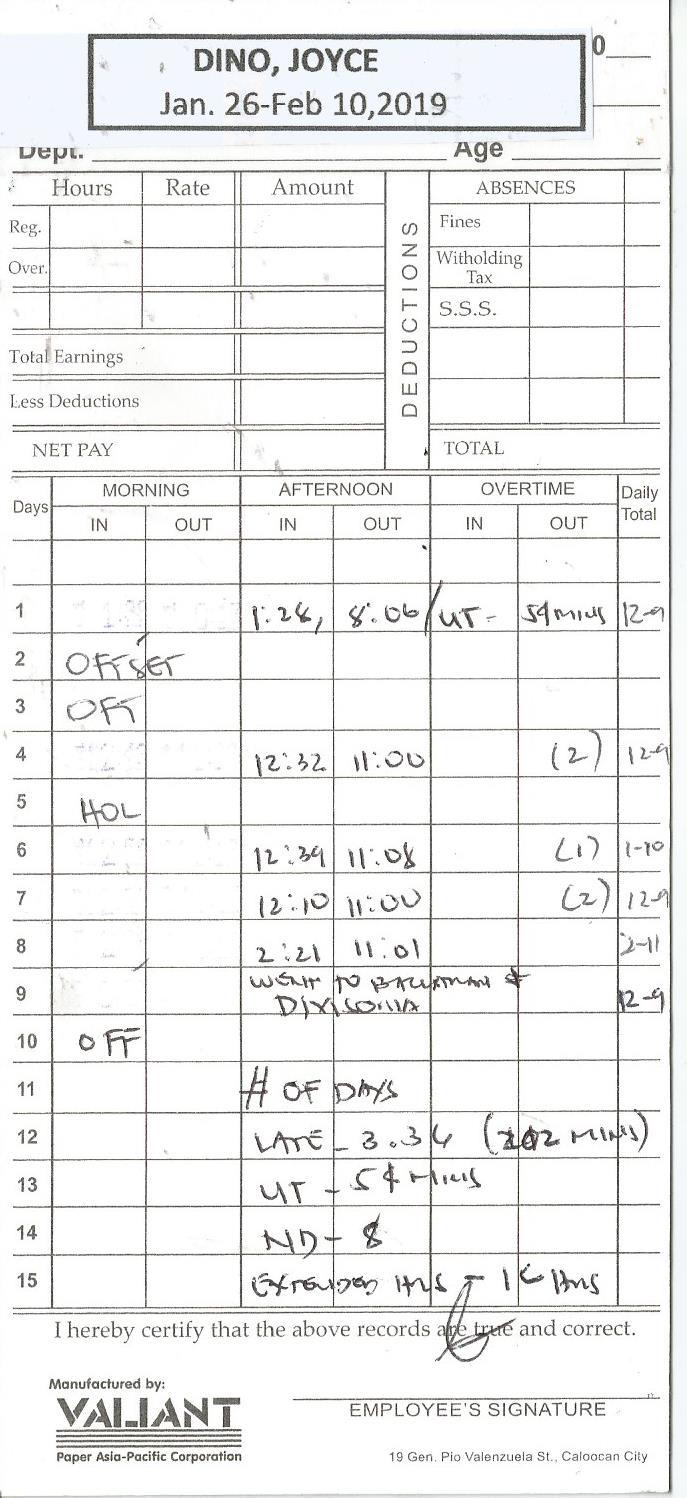 DINO, JOYCE
Jan. 26-Feb 10,2019
0
Dept. Age
Hours Rate Amount ABSENCES
Reg. Fines
Over. Witholding Tax
S.S.S.
DEDUCTIONS
Total Earnings
Less Deductions
NET PAY TOTAL
Days MORNING AFTERNOON OVERTIME Daily Total
IN OUT IN OUT IN OUT
1 1:28, 8:06 / UT - 54 MINS 12-9
2 OFFSET
3 OFF
4 12:32 11:00 (2) 12-9
5 HOL
6 12:39 11:08 (1) 1-10
7 12:10 11:00 (2) 12-9
8 2:21 11:01 2-11
9 WENT TO &
DIVISORIA 12-9
10 OFF
11 # OF DAYS
12 LATE - 3.36 (202 MINS)
13 UT - 54 MINS
14 ND - 8
15 EXTENDED HRS - 16 HRS
I hereby certify that the above records are true and correct.
Manufactured by:
VALIANT
Paper Asia-Pacific Corporation
EMPLOYEE'S SIGNATURE
19 Gen. Pio Valenzuela St., Caloocan City